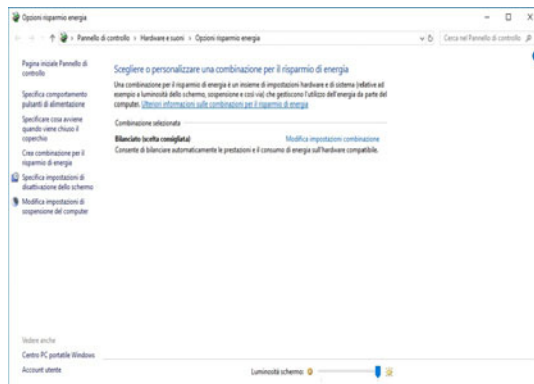 Opzioni risparmio energia
Pannello di controllo > Hardware e suoni > Opzioni risparmio energia
Cerca nel Pannello di controllo
Pagina iniziale Pannello di
controllo
Specifica comportamento
pulsanti di alimentazione
Specificare cosa avviene
quando viene chiuso il
coperchio
Crea combinazione per il
risparmio di energia
Specifica impostazioni di
disattivazione dello schermo
Modifica impostazioni di
sospensione del computer
Scegliere o personalizzare una combinazione per il risparmio di energia
Una combinazione per il risparmio di energia è un insieme di impostazioni hardware e di sistema (relative ad
esempio a luminosità dello schermo, sospensione e così via) che gestiscono l'utilizzo dell'energia da parte del
computer. Ulteriori informazioni sulle combinazioni per il risparmio di energia
Combinazione selezionata
Bilanciato (scelta consigliata) Modifica impostazioni combinazione
Consente di bilanciare automaticamente le prestazioni e il consumo di energia sull'hardware compatibile.
Vedere anche
Centro PC portatile Windows
Account utente
Luminosità schermo: